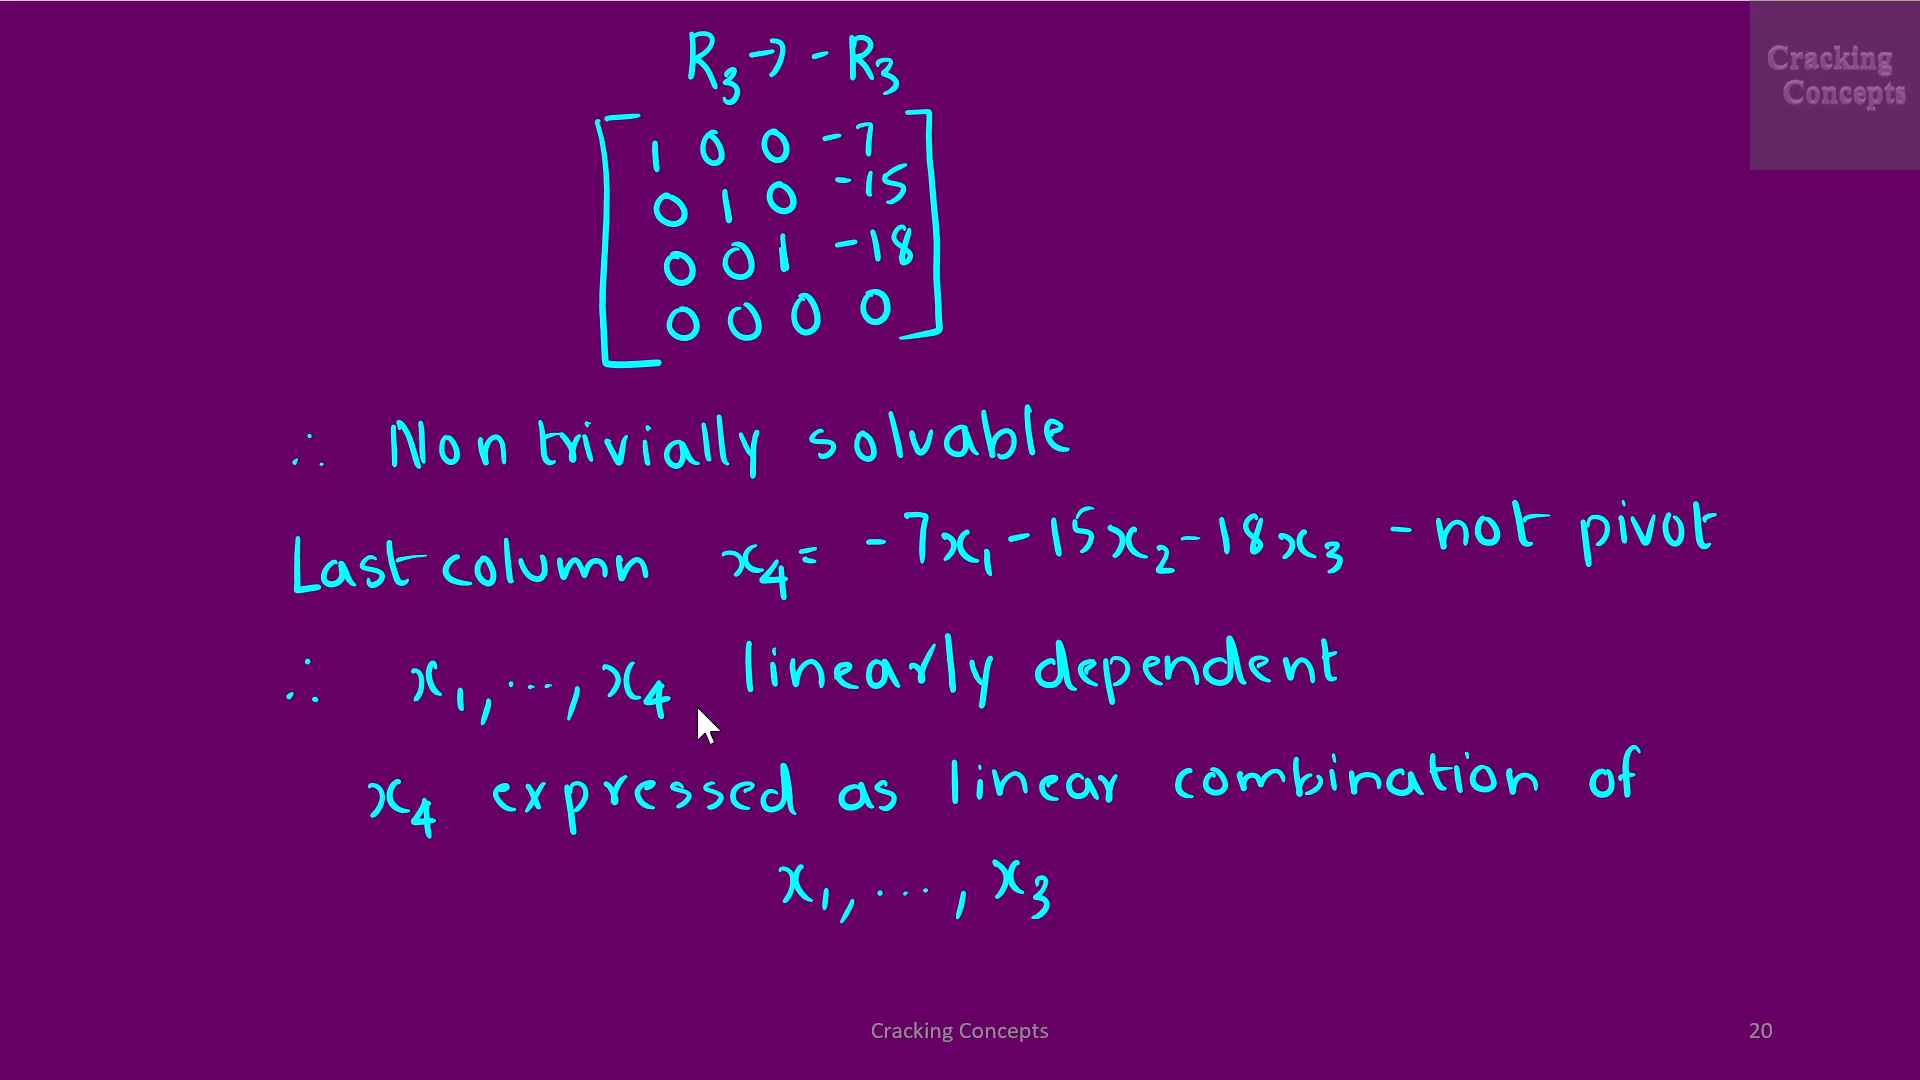 R₃ → - R₃
Cracking
Concepts
1 0 0 -7
0 1 0 -15
0 0 1 -18
0 0 0 0
∴ Non trivially solvable
Last column x₄ = -7x₁ - 15x₂ - 18x₃ - not pivot
∴ x₁, ..., x₄ linearly dependent
x₄ expressed as linear combination of
x₁, ..., x₃
Cracking Concepts
20